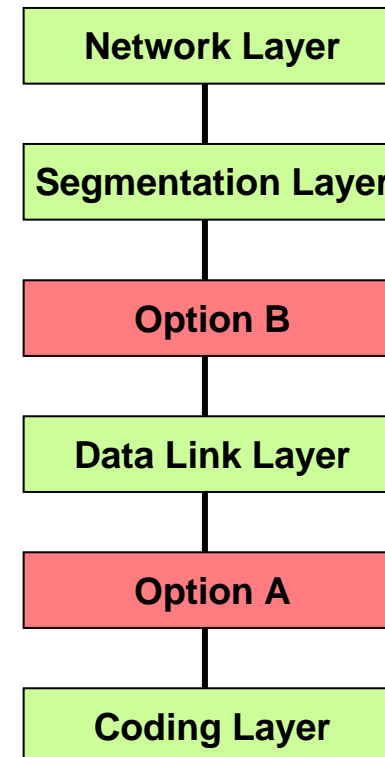 Network Layer
Segmentation Layer
Option B
Data Link Layer
Option A
Coding Layer